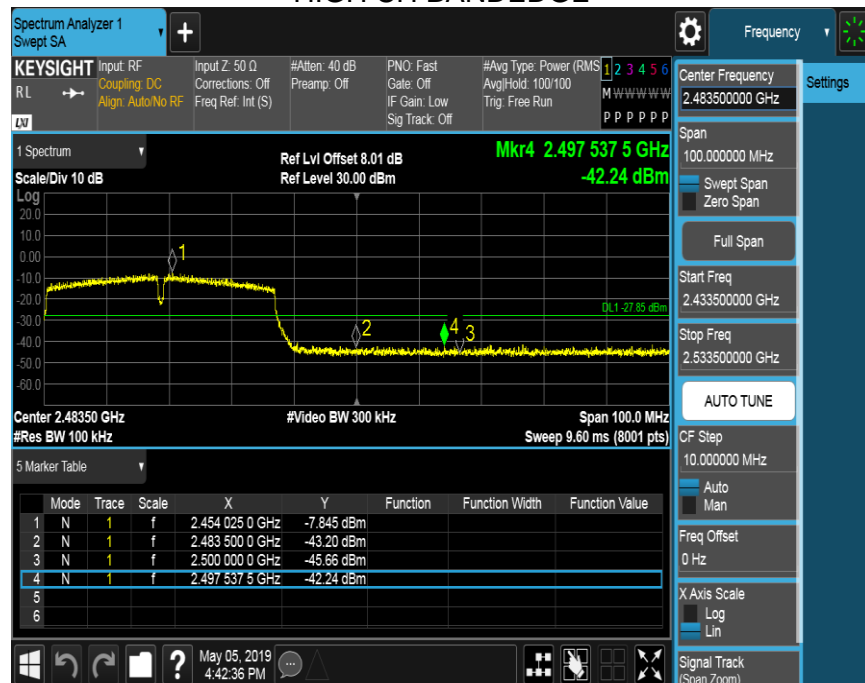 HIGH CH BANDEDGE
Spectrum Analyzer 1
Swept SA
+
Frequency
KEYSIGHT
RL
LXI
Input: RF
Coupling: DC
Align: Auto/No RF
Input Z: 50 Ω
Corrections: Off
Freq Ref: Int (S)
#Atten: 40 dB
Preamp: Off
PNO: Fast
Gate: Off
IF Gain: Low
Sig Track: Off
#Avg Type: Power (RMS
Avg|Hold: 100/100
Trig: Free Run
1 2 3 4 5 6
M W W W W W
P P P P P P
1 Spectrum
Scale/Div 10 dB
Ref Lvl Offset 8.01 dB
Ref Level 30.00 dBm
Mkr4 2.497 537 5 GHz
-42.24 dBm
Log
20.0
10.0
0.00
-10.0
-20.0
-30.0
-40.0
-50.0
-60.0
1
2
4
3
DL1 -27.85 dBm
Center 2.48350 GHz
#Res BW 100 kHz
#Video BW 300 kHz
Span 100.0 MHz
Sweep 9.60 ms (8001 pts)
5 Marker Table
Mode Trace Scale X Y Function Function Width Function Value
1 N 1 f 2.454 025 0 GHz -7.845 dBm
2 N 1 f 2.483 500 0 GHz -43.20 dBm
3 N 1 f 2.500 000 0 GHz -45.66 dBm
4 N 1 f 2.497 537 5 GHz -42.24 dBm
5
6
?
May 05, 2019
4:42:36 PM
Center Frequency
2.483500000 GHz
Settings
Span
100.000000 MHz
Swept Span
Zero Span
Full Span
Start Freq
2.433500000 GHz
Stop Freq
2.533500000 GHz
AUTO TUNE
CF Step
10.000000 MHz
Auto
Man
Freq Offset
0 Hz
X Axis Scale
Log
Lin
Signal Track
(Span Zoom)